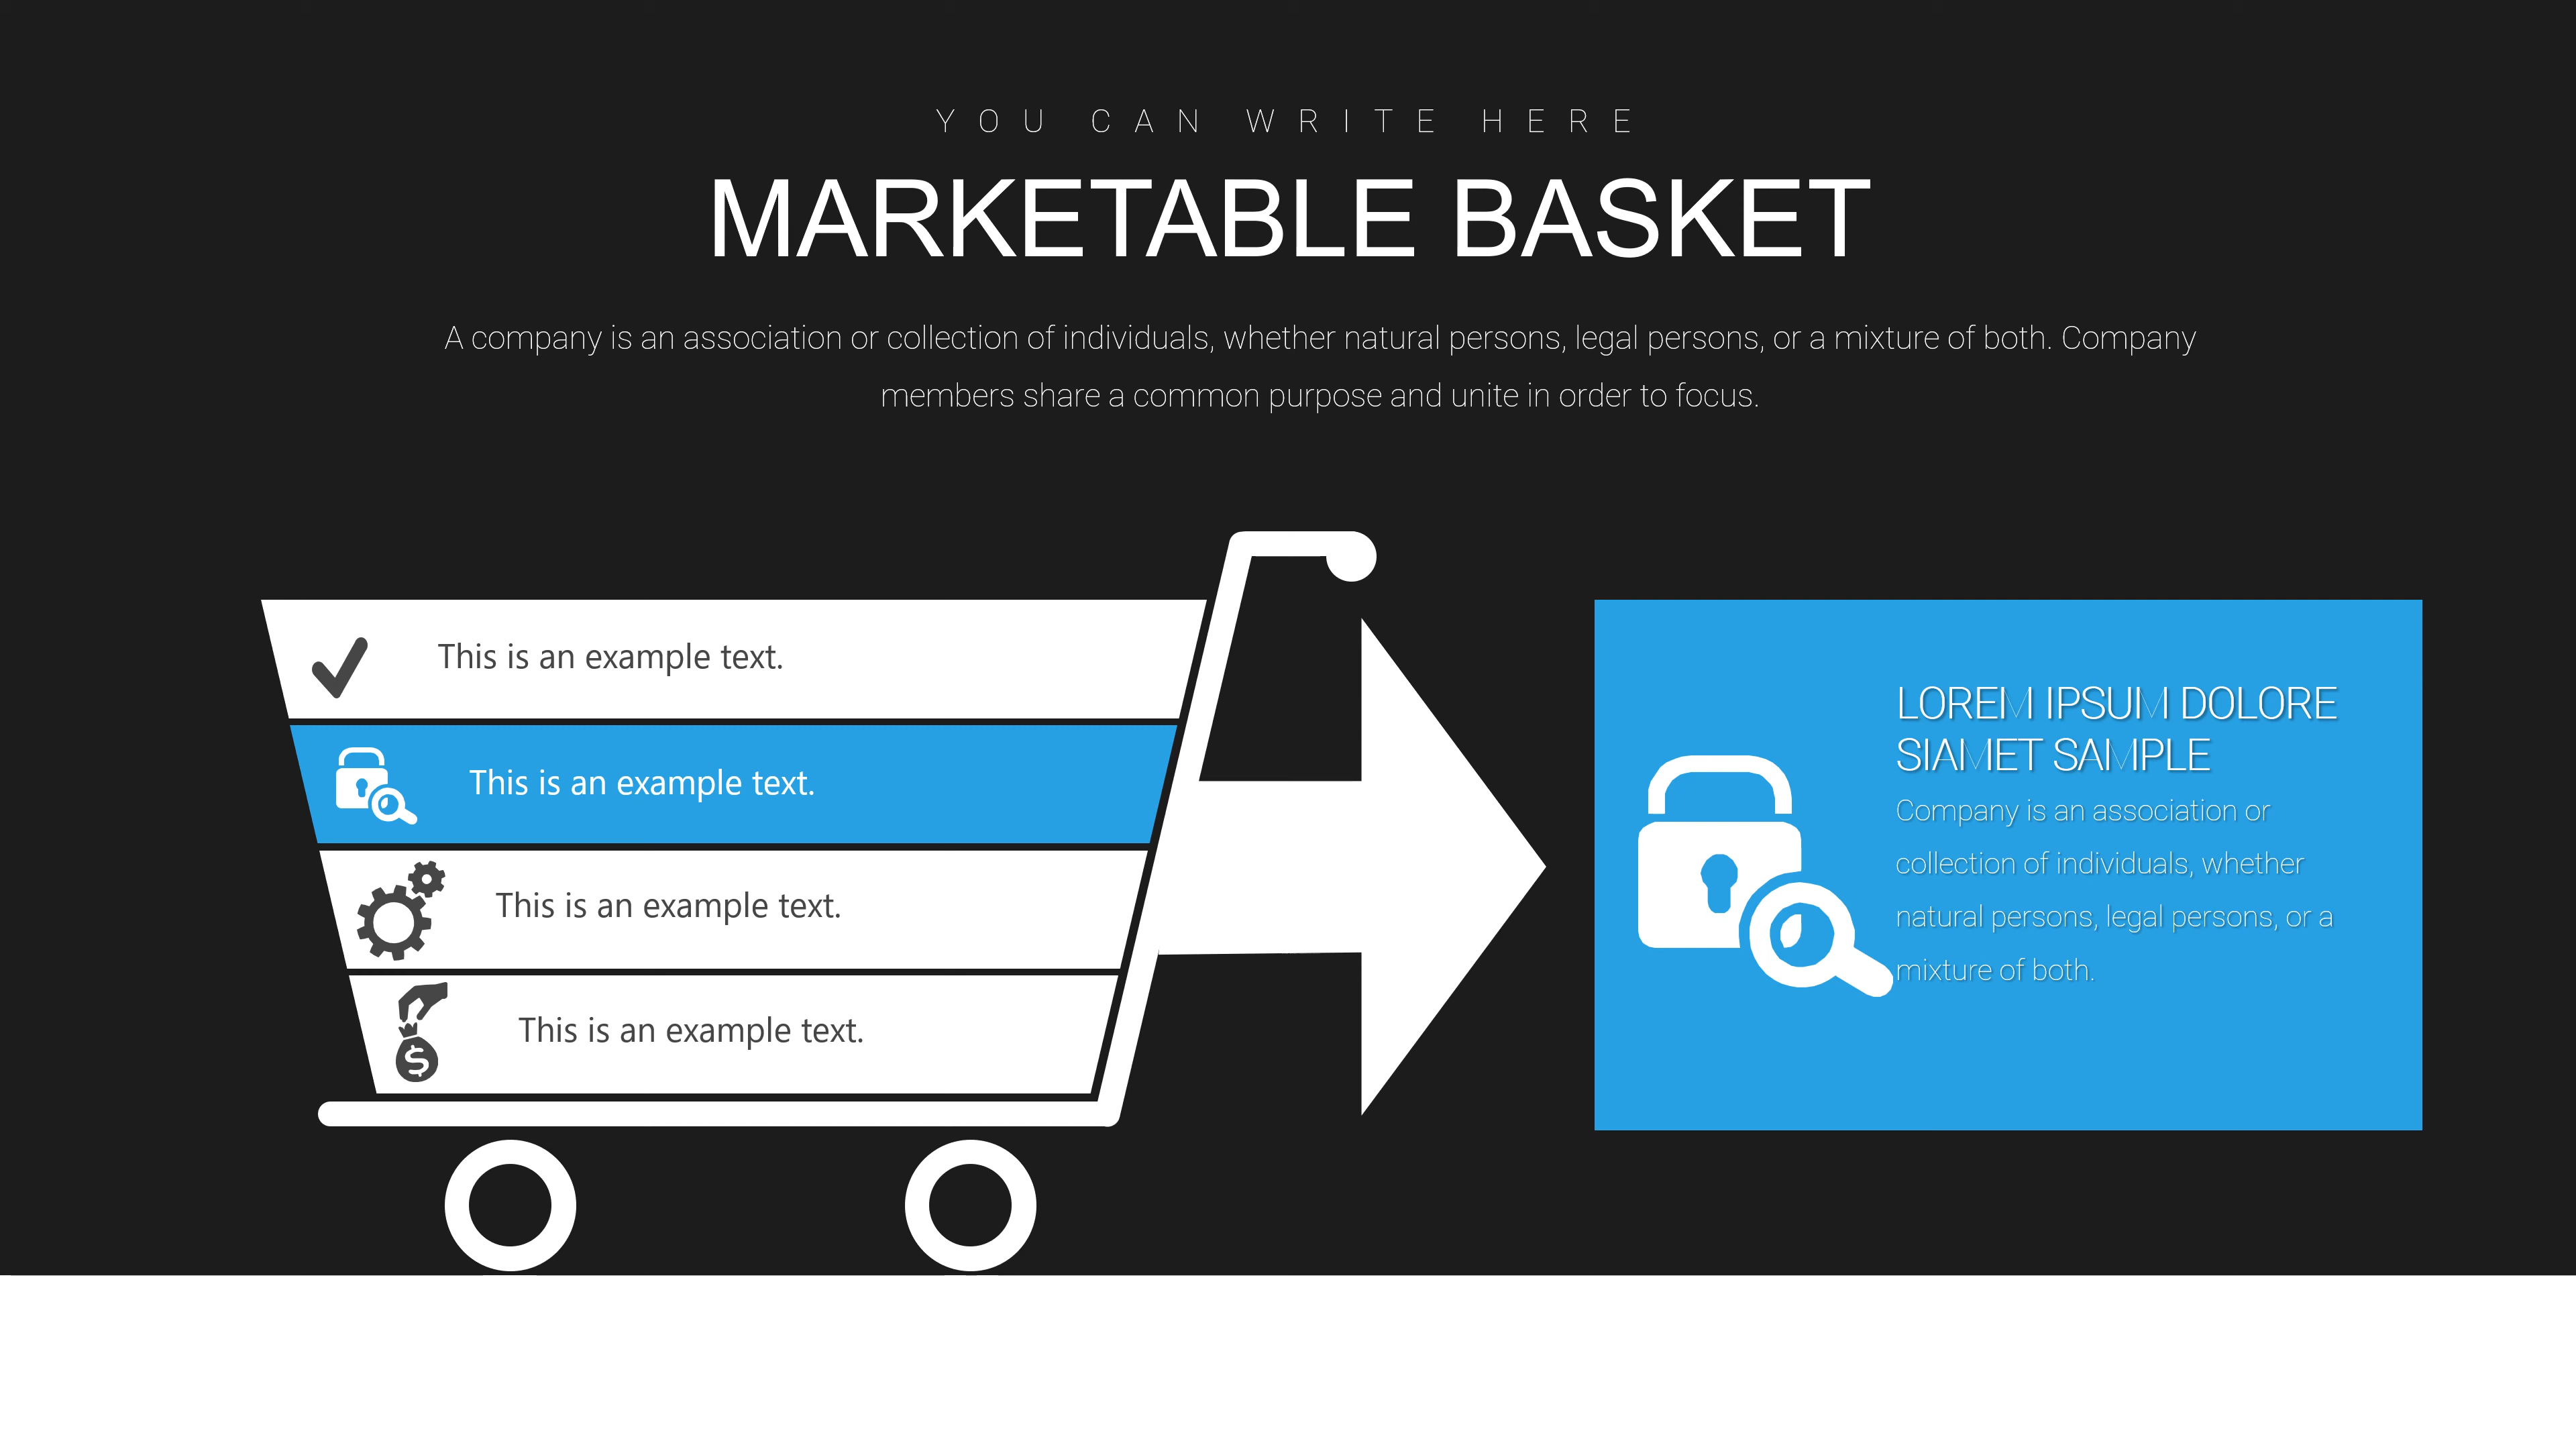 YOU CAN WRITE HERE
MARKETABLE BASKET
A company is an association or collection of individuals, whether natural persons, legal persons, or a mixture of both. Company
members share a common purpose and unite in order to focus.
This is an example text.
This is an example text.
This is an example text.
$
This is an example text.
LOREM IPSUM DOLORE
SIAMET SAMPLE
Company is an association or
collection of individuals, whether
natural persons, legal persons, or a
mixture of both.